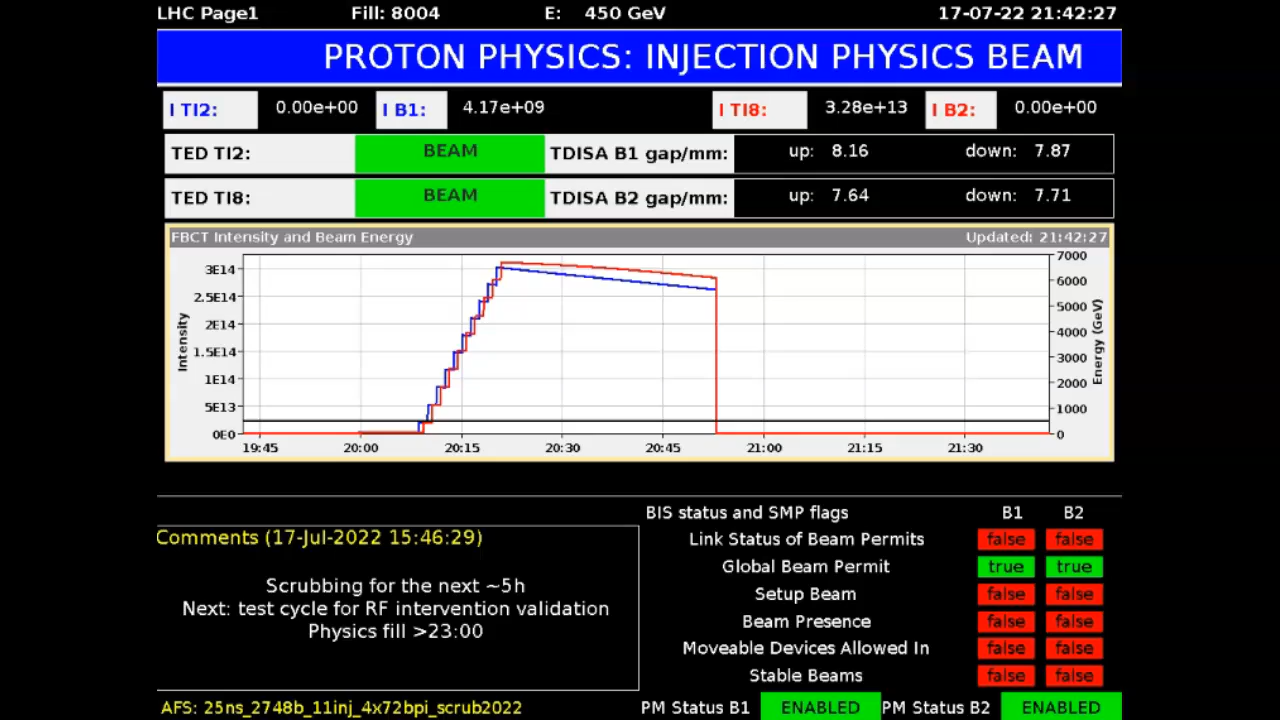 LHC Page1 Fill: 8004 E: 450 GeV 17-07-22 21:42:27
PROTON PHYSICS: INJECTION PHYSICS BEAM
I TI2: 0.00e+00 I B1: 4.17e+09 I TI8: 3.28e+13 I B2: 0.00e+00
TED TI2: BEAM TDISA B1 gap/mm: up: 8.16 down: 7.87
TED TI8: BEAM TDISA B2 gap/mm: up: 7.64 down: 7.71
FBCT Intensity and Beam Energy Updated: 21:42:27
Intensity
3E14
2.5E14
2E14
1.5E14
1E14
5E13
0E0
7000
6000
5000
4000
3000
2000
1000
0
Energy (GeV)
19:45 20:00 20:15 20:30 20:45 21:00 21:15 21:30
Comments (17-Jul-2022 15:46:29)
Scrubbing for the next ~5h
Next: test cycle for RF intervention validation
Physics fill >23:00
BIS status and SMP flags B1 B2
Link Status of Beam Permits false false
Global Beam Permit true true
Setup Beam false false
Beam Presence false false
Moveable Devices Allowed In false false
Stable Beams false false
AFS: 25ns_2748b_11inj_4x72bpi_scrub2022 PM Status B1 ENABLED PM Status B2 ENABLED